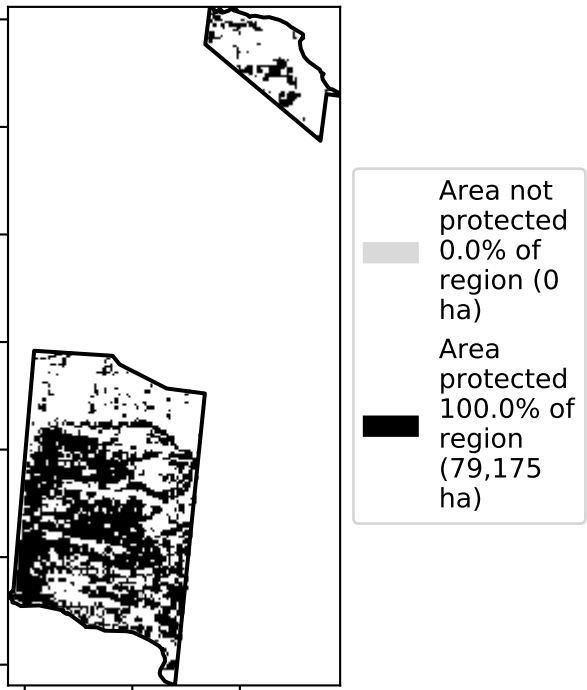 Area not
protected
0.0% of
region (0
ha)
Area
protected
100.0% of
region
(79,175
ha)